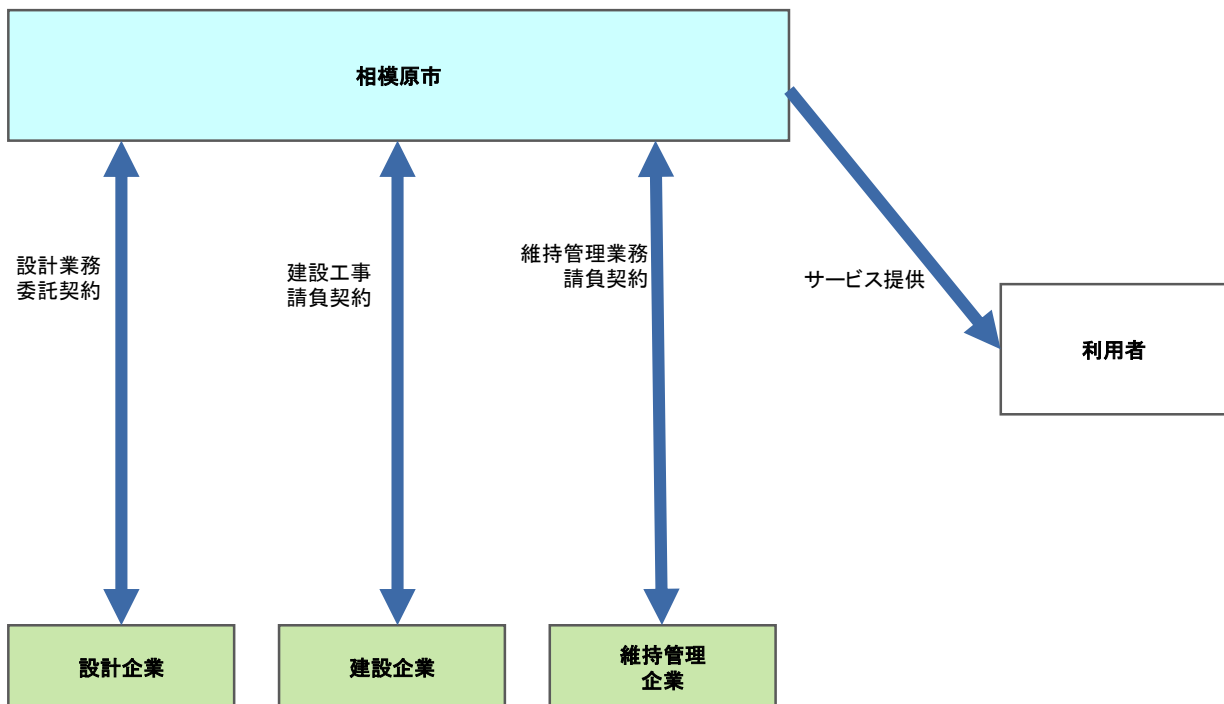 相模原市
設計業務
委託契約
建設工事
請負契約
維持管理業務
請負契約
サービス提供
利用者
設計企業
建設企業
維持管理
企業